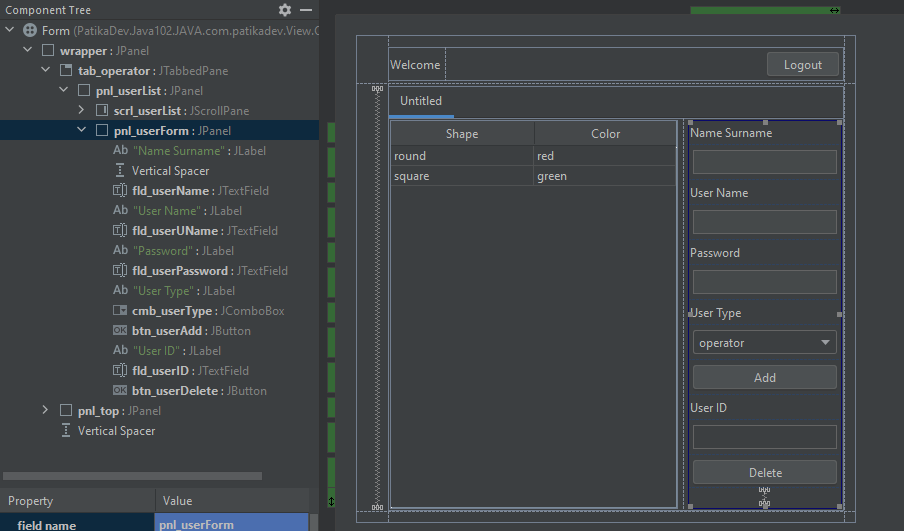 Component Tree
Form (PatikaDev.Java102.JAVA.com.patikadev.View.O
wrapper : JPanel
tab_operator : JTabbedPane
pnl_userList : JPanel
scrl_userList : JScrollPane
pnl_userForm : JPanel
Ab "Name Surname" : JLabel
Vertical Spacer
fld_userName : JTextField
Ab "User Name" : JLabel
fld_userUName : JTextField
Ab "Password" : JLabel
fld_userPassword : JTextField
Ab "User Type" : JLabel
cmb_userType : JComboBox
OK btn_userAdd : JButton
Ab "User ID" : JLabel
fld_userID : JTextField
OK btn_userDelete : JButton
pnl_top : JPanel
Vertical Spacer
Property Value
field name pnl_userForm
Welcome Logout
Untitled
Shape Color
round red
square green
Name Surname
User Name
Password
User Type
operator
Add
User ID
Delete